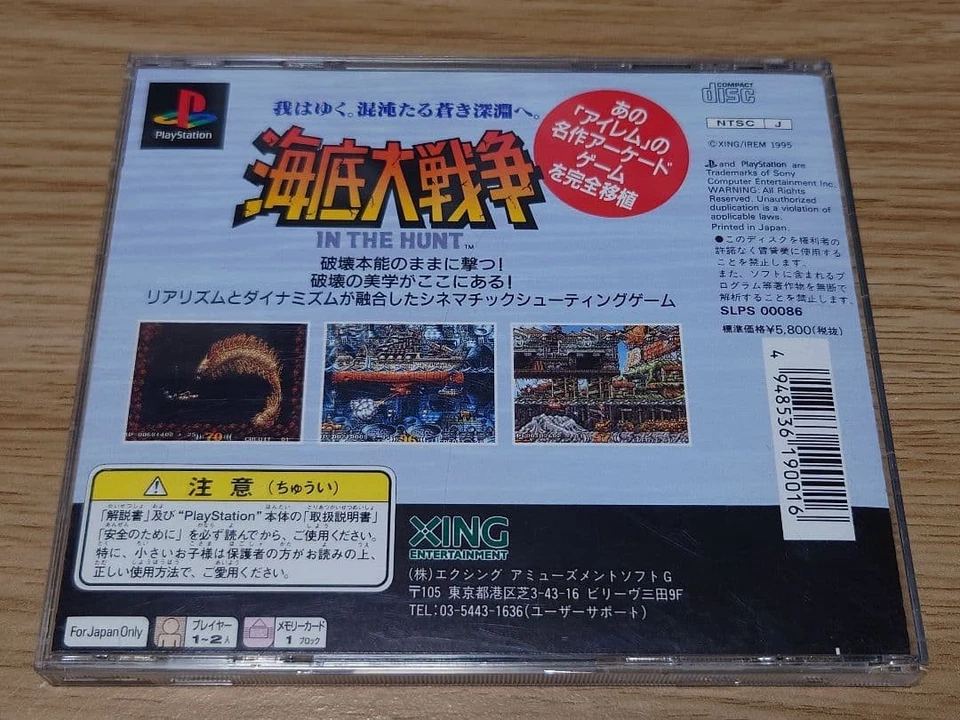 PlayStation
我はゆく。混沌たる蒼き深淵へ。
海底大戦争
IN THE HUNT™
破壊本能のままに撃つ!
破壊の美学がここにある!
リアリズムとダイナミズムが融合したシネマチックシューティングゲーム
あの
「アイレム」の
名作アーケード
ゲーム
を完全移植
COMPACT
disc
NTSC J
©XING/IREM 1995
and PlayStation are
Trademarks of Sony
Computer Entertainment Inc.
WARNING: All Rights
Reserved. Unauthorized
duplication is a violation of
applicable laws.
Printed in Japan.
●このディスクを権利者の
許諾なく賃貸業に使用する
ことを禁止します。
また、ソフトに含まれるプ
ログラム等著作物を無断で
解析することを禁止します。
SLPS 00086
標準価格¥5,800(税抜)
4 948536 190016
注意(ちゅうい)
「解説書」及び“PlayStation”本体の「取扱説明書」
「安全のために」を必ず読んでから、ご使用ください。
特に、小さいお子様は保護者の方がお読みの上、
正しい使用方法で、ご愛用ください。
XING
ENTERTAINMENT
(株)エクシング アミューズメントソフトG
〒105 東京都港区芝3-43-16 ビリーヴ三田9F
TEL:03-5443-1636(ユーザーサポート)
For Japan Only
プレイヤー
1~2人
メモリーカード
1 ブロック